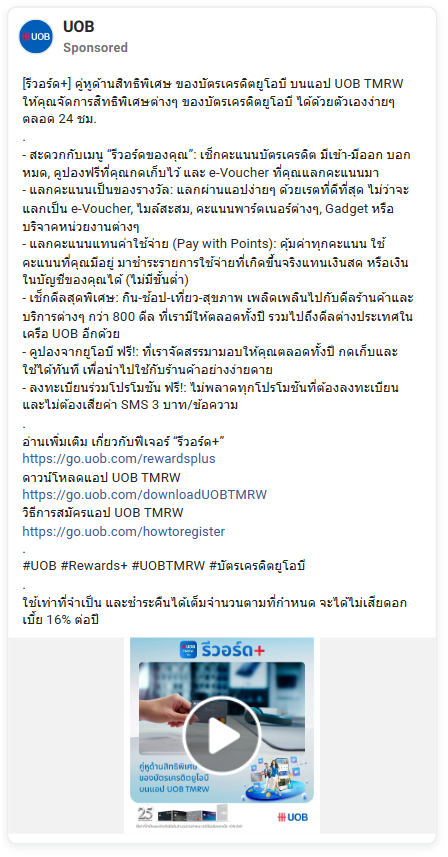 UOB
UOB
Sponsored
[รีวอร์ด+] คู่หูด้านสิทธิพิเศษ ของบัตรเครดิตยูโอบี บนแอป UOB TMRW
ให้คุณจัดการสิทธิพิเศษต่างๆ ของบัตรเครดิตยูโอบี ได้ด้วยตัวเองง่ายๆ
ตลอด 24 ชม.
.
- สะดวกกับเมนู “รีวอร์ดของคุณ”: เช็กคะแนนบัตรเครดิต มีเข้า-มีออก บอก
หมด, คูปองฟรีที่คุณกดเก็บไว้ และ e-Voucher ที่คุณแลกคะแนนมา
- แลกคะแนนเป็นของรางวัล: แลกผ่านแอปง่ายๆ ด้วยเรตที่ดีที่สุด ไม่ว่าจะ
แลกเป็น e-Voucher, ไมล์สะสม, คะแนนพาร์ตเนอร์ต่างๆ, Gadget หรือ
บริจาคหน่วยงานต่างๆ
- แลกคะแนนแทนค่าใช้จ่าย (Pay with Points): คุ้มค่าทุกคะแนน ใช้
คะแนนที่คุณมีอยู่ มาชำระรายการใช้จ่ายที่เกิดขึ้นจริงแทนเงินสด หรือเงิน
ในบัญชีของคุณได้ (ไม่มีขั้นต่ำ)
- เช็กดีลสุดพิเศษ: กิน-ช้อป-เที่ยว-สุขภาพ เพลิดเพลินไปกับดีลร้านค้าและ
บริการต่างๆ กว่า 800 ดีล ที่เรามีให้ตลอดทั้งปี รวมไปถึงดีลต่างประเทศใน
เครือ UOB อีกด้วย
- คูปองจากยูโอบี ฟรี!: ที่เราจัดสรรมามอบให้คุณตลอดทั้งปี กดเก็บและ
ใช้ได้ทันที เพื่อนำไปใช้กับร้านค้าอย่างง่ายดาย
- ลงทะเบียนร่วมโปรโมชั่น ฟรี!: ไม่พลาดทุกโปรโมชั่นที่ต้องลงทะเบียน
และไม่ต้องเสียค่า SMS 3 บาท/ข้อความ
.
อ่านเพิ่มเติม เกี่ยวกับฟีเจอร์ “รีวอร์ด+”
https://go.uob.com/rewardsplus
ดาวน์โหลดแอป UOB TMRW
https://go.uob.com/downloadUOBTMRW
วิธีการสมัครแอป UOB TMRW
https://go.uob.com/howtoregister
.
#UOB #Rewards+ #UOBTMRW #บัตรเครดิตยูโอบี
.
ใช้เท่าที่จำเป็น และชำระคืนได้เต็มจำนวนตามที่กำหนด จะได้ไม่เสียดอก
เบี้ย 16% ต่อปี
UOB
TMRW
รีวอร์ด+
คู่หูด้านสิทธิพิเศษ
ของบัตรเครดิตยูโอบี
บนแอป UOB TMRW
25
UOB